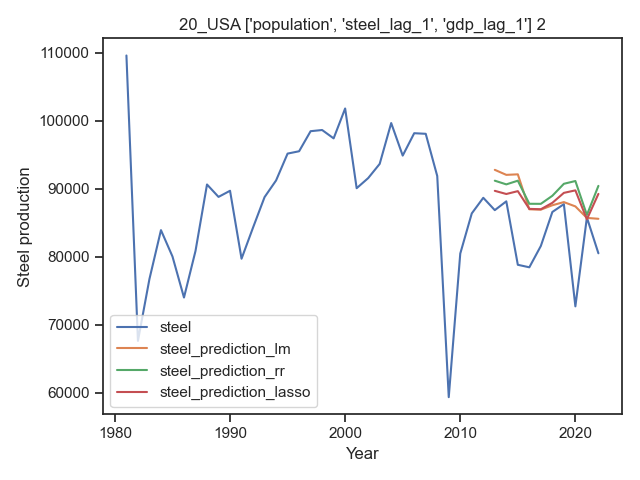 20_USA ['population', 'steel_lag_1', 'gdp_lag_1'] 2
110000
100000
90000
80000
70000
60000
Steel production
steel
steel_prediction_lm
steel_prediction_rr
steel_prediction_lasso
1980
1990
2000
2010
2020
Year